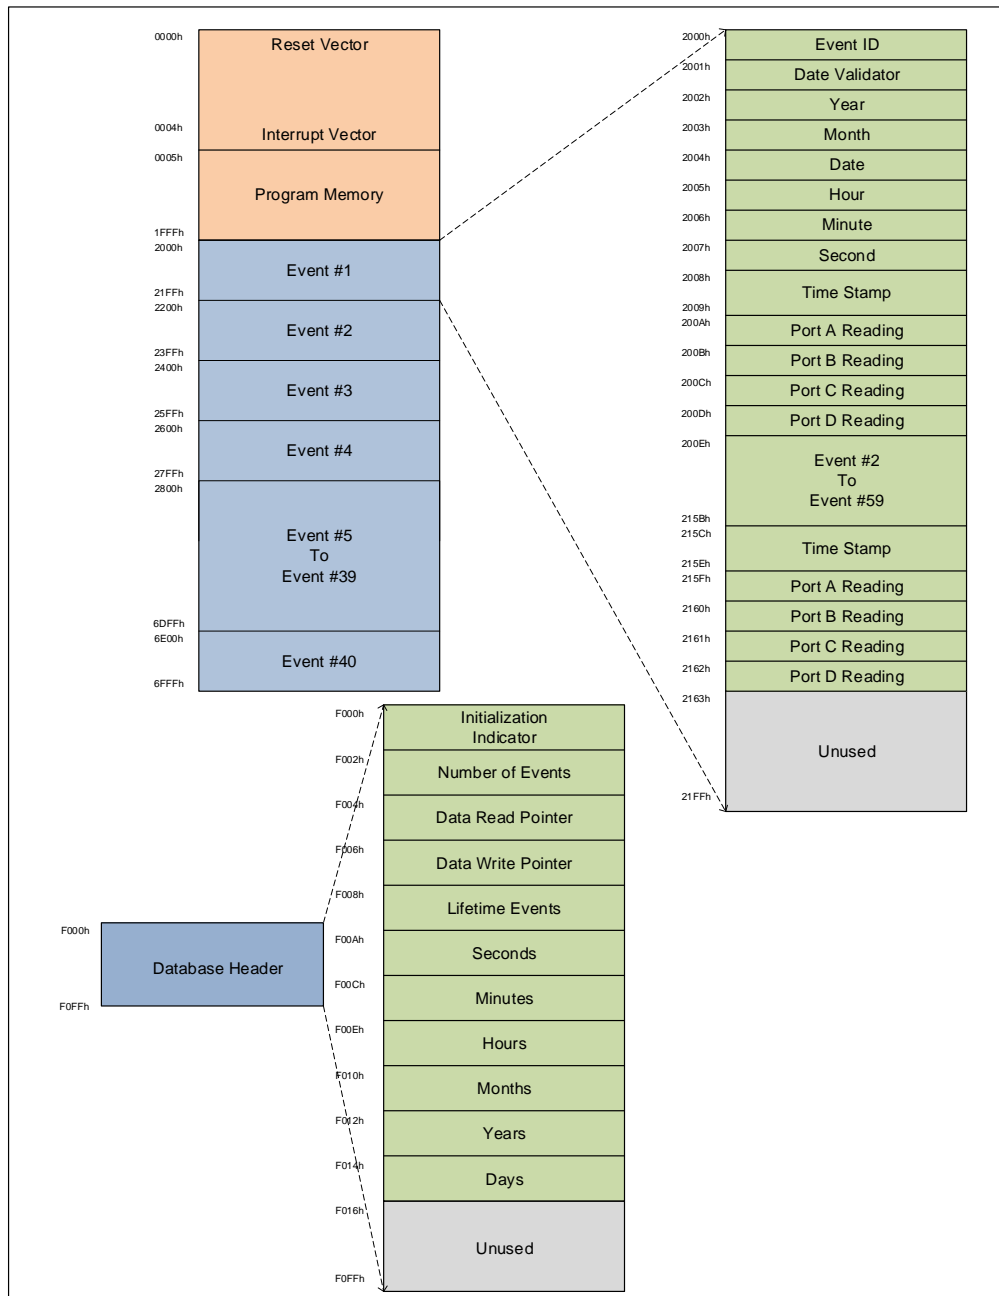 0000h
Reset Vector
0004h
Interrupt Vector
0005h
Program Memory
1FFFh
2000h
Event #1
21FFh
2200h
Event #2
23FFh
2400h
Event #3
25FFh
2600h
Event #4
27FFh
2800h
Event #5
To
Event #39
6DFFh
6E00h
Event #40
6FFFh
2000h
Event ID
2001h
Date Validator
2002h
Year
2003h
Month
2004h
Date
2005h
Hour
2006h
Minute
2007h
Second
2008h
Time Stamp
2009h
200Ah
Port A Reading
200Bh
Port B Reading
200Ch
Port C Reading
200Dh
Port D Reading
200Eh
Event #2
To
Event #59
215Bh
215Ch
Time Stamp
215Eh
215Fh
Port A Reading
2160h
Port B Reading
2161h
Port C Reading
2162h
Port D Reading
2163h
Unused
21FFh
F000h
Database Header
F0FFh
F000h
Initialization
Indicator
F002h
Number of Events
F004h
Data Read Pointer
F006h
Data Write Pointer
F008h
Lifetime Events
F00Ah
Seconds
F00Ch
Minutes
F00Eh
Hours
F010h
Months
F012h
Years
F014h
Days
F016h
Unused
F0FFh